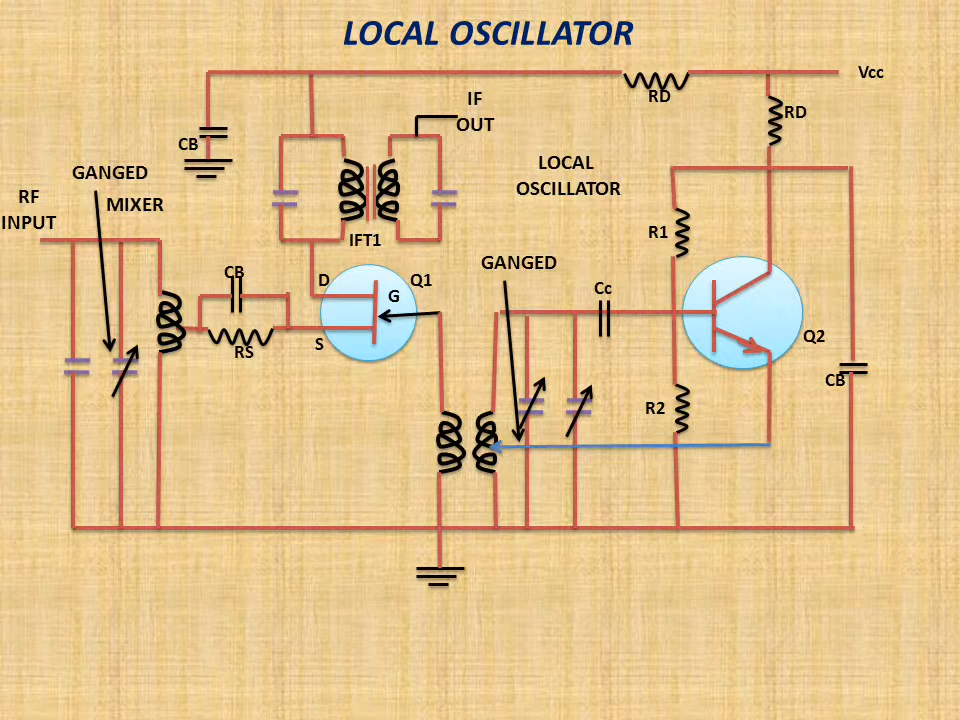 LOCAL OSCILLATOR
Vcc
RD
RD
IF
OUT
CB
GANGED
MIXER
RF
INPUT
LOCAL
OSCILLATOR
IFT1
R1
GANGED
CB
D
Q1
G
Cc
RS
S
Q2
CB
R2